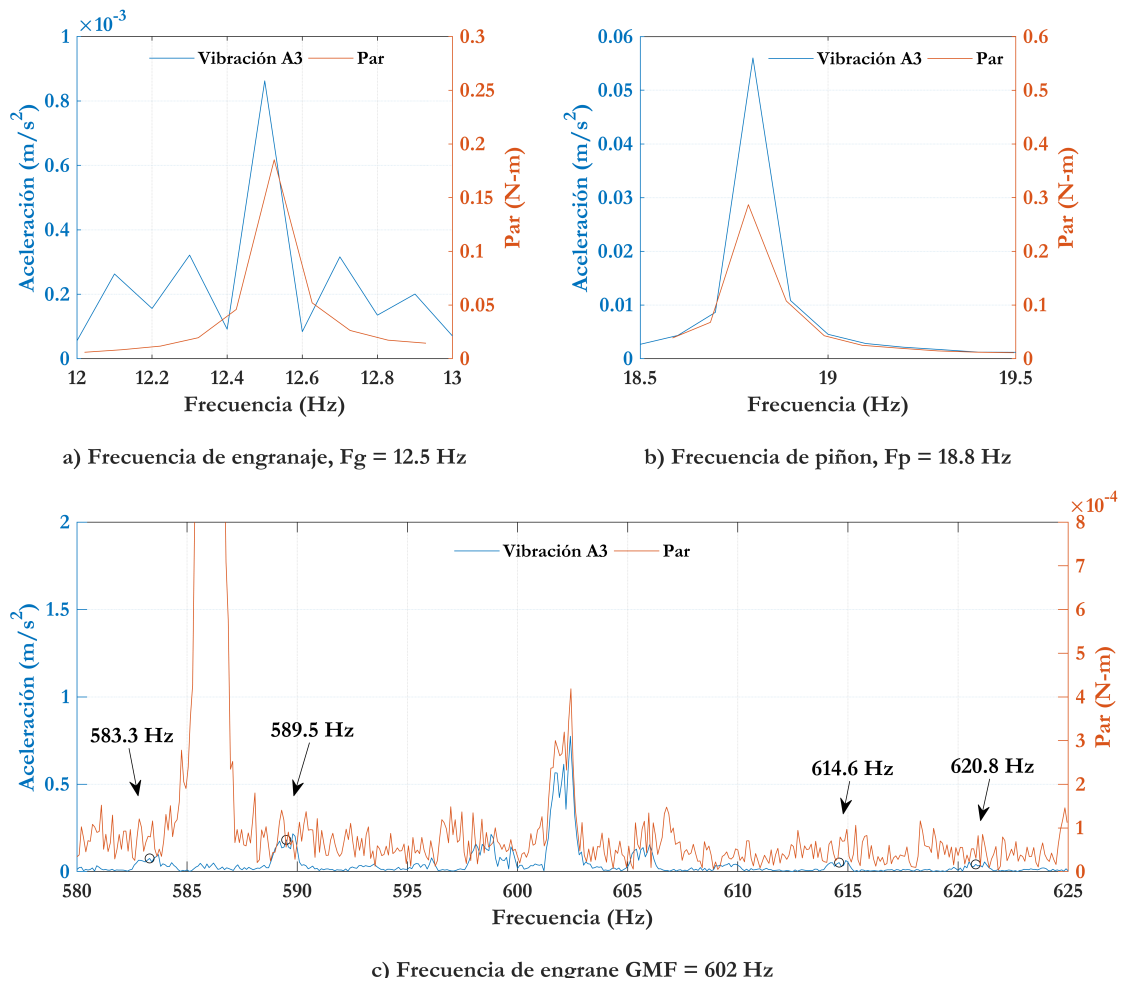 ×10⁻³
Vibración A3 Par
Aceleración (m/s²)
1
0.8
0.6
0.4
0.2
0
0.3
0.25
0.2
0.15
0.1
0.05
0
Par (N-m)
12 12.2 12.4 12.6 12.8 13
Frecuencia (Hz)
a) Frecuencia de engranaje, Fg = 12.5 Hz
Vibración A3 Par
Aceleración (m/s²)
0.06
0.05
0.04
0.03
0.02
0.01
0
0.6
0.5
0.4
0.3
0.2
0.1
0
Par (N-m)
18.5 19 19.5
Frecuencia (Hz)
b) Frecuencia de piñon, Fp = 18.8 Hz
×10⁻⁴
Vibración A3 Par
Aceleración (m/s²)
2
1.5
1
0.5
0
8
7
6
5
4
3
2
1
0
Par (N-m)
583.3 Hz
589.5 Hz
614.6 Hz
620.8 Hz
580 585 590 595 600 605 610 615 620 625
Frecuencia (Hz)
c) Frecuencia de engrane GMF = 602 Hz